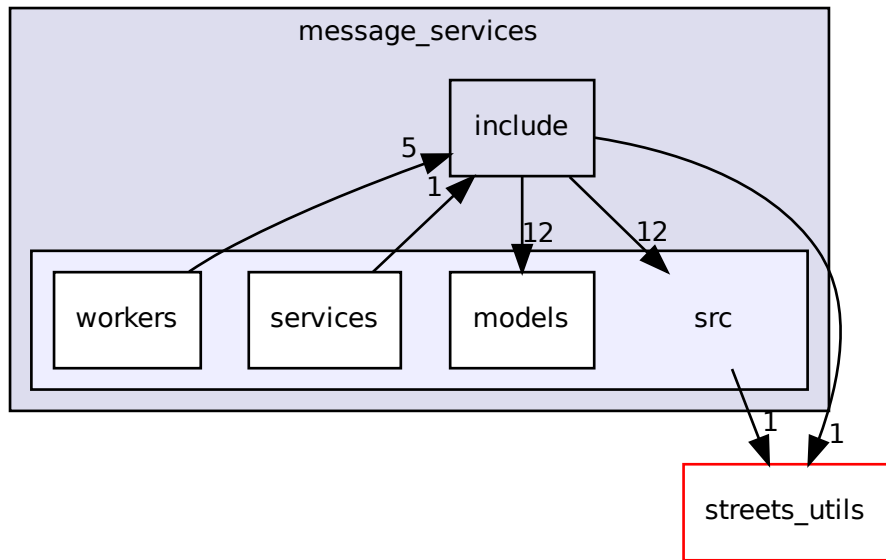 message_services
include
5
1
12
12
workers
services
models
src
1
1
streets_utils